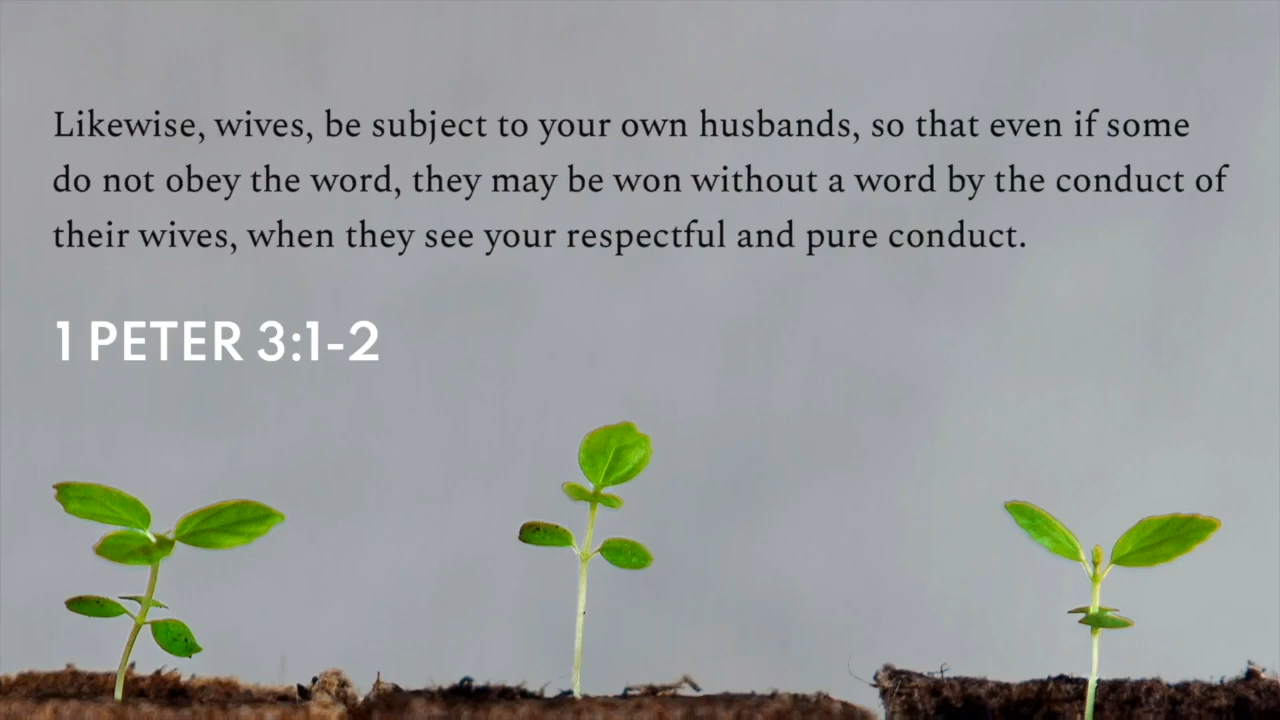 Likewise, wives, be subject to your own husbands, so that even if some
do not obey the word, they may be won without a word by the conduct of
their wives, when they see your respectful and pure conduct.
1 PETER 3:1-2